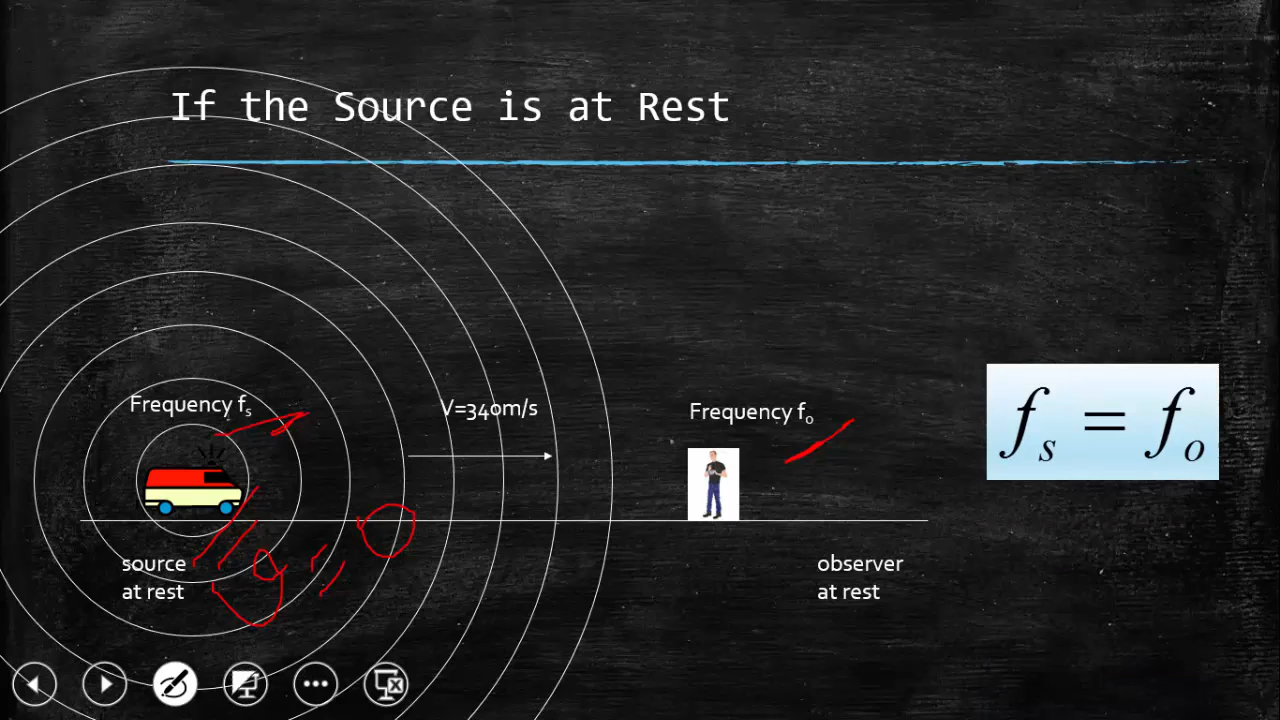 If the Source is at Rest
Frequency fs
V=340m/s
Frequency fo
fs = fo
source
at rest
observer
at rest